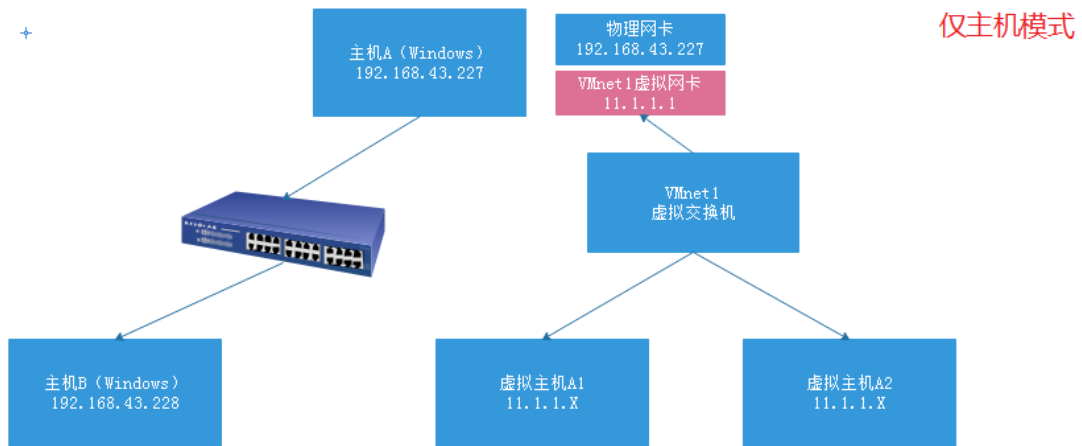 仅主机模式
主机A（Windows）
192.168.43.227
物理网卡
192.168.43.227
VMnet1虚拟网卡
11.1.1.1
VMnet1
虚拟交换机
主机B（Windows）
192.168.43.228
虚拟主机A1
11.1.1.X
虚拟主机A2
11.1.1.X